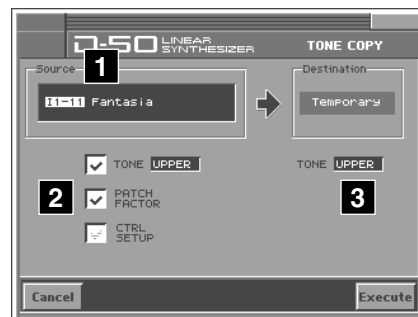 D-50 LINEAR SYNTHESIZER TONE COPY
Source
Destination
1
I1-11 Fantasia
Temporary
TONE UPPER
TONE UPPER
2
PATCH FACTOR
3
CTRL SETUP
Cancel
Execute